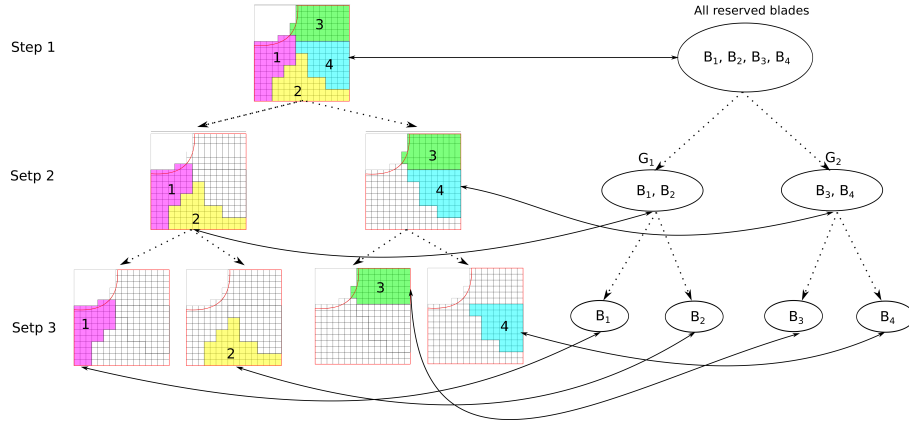 All reserved blades
Step 1
3
1
4
2
B1, B2, B3, B4
G1
G2
Setp 2
1
2
3
4
B1, B2
B3, B4
Setp 3
1
2
3
4
B1
B2
B3
B4